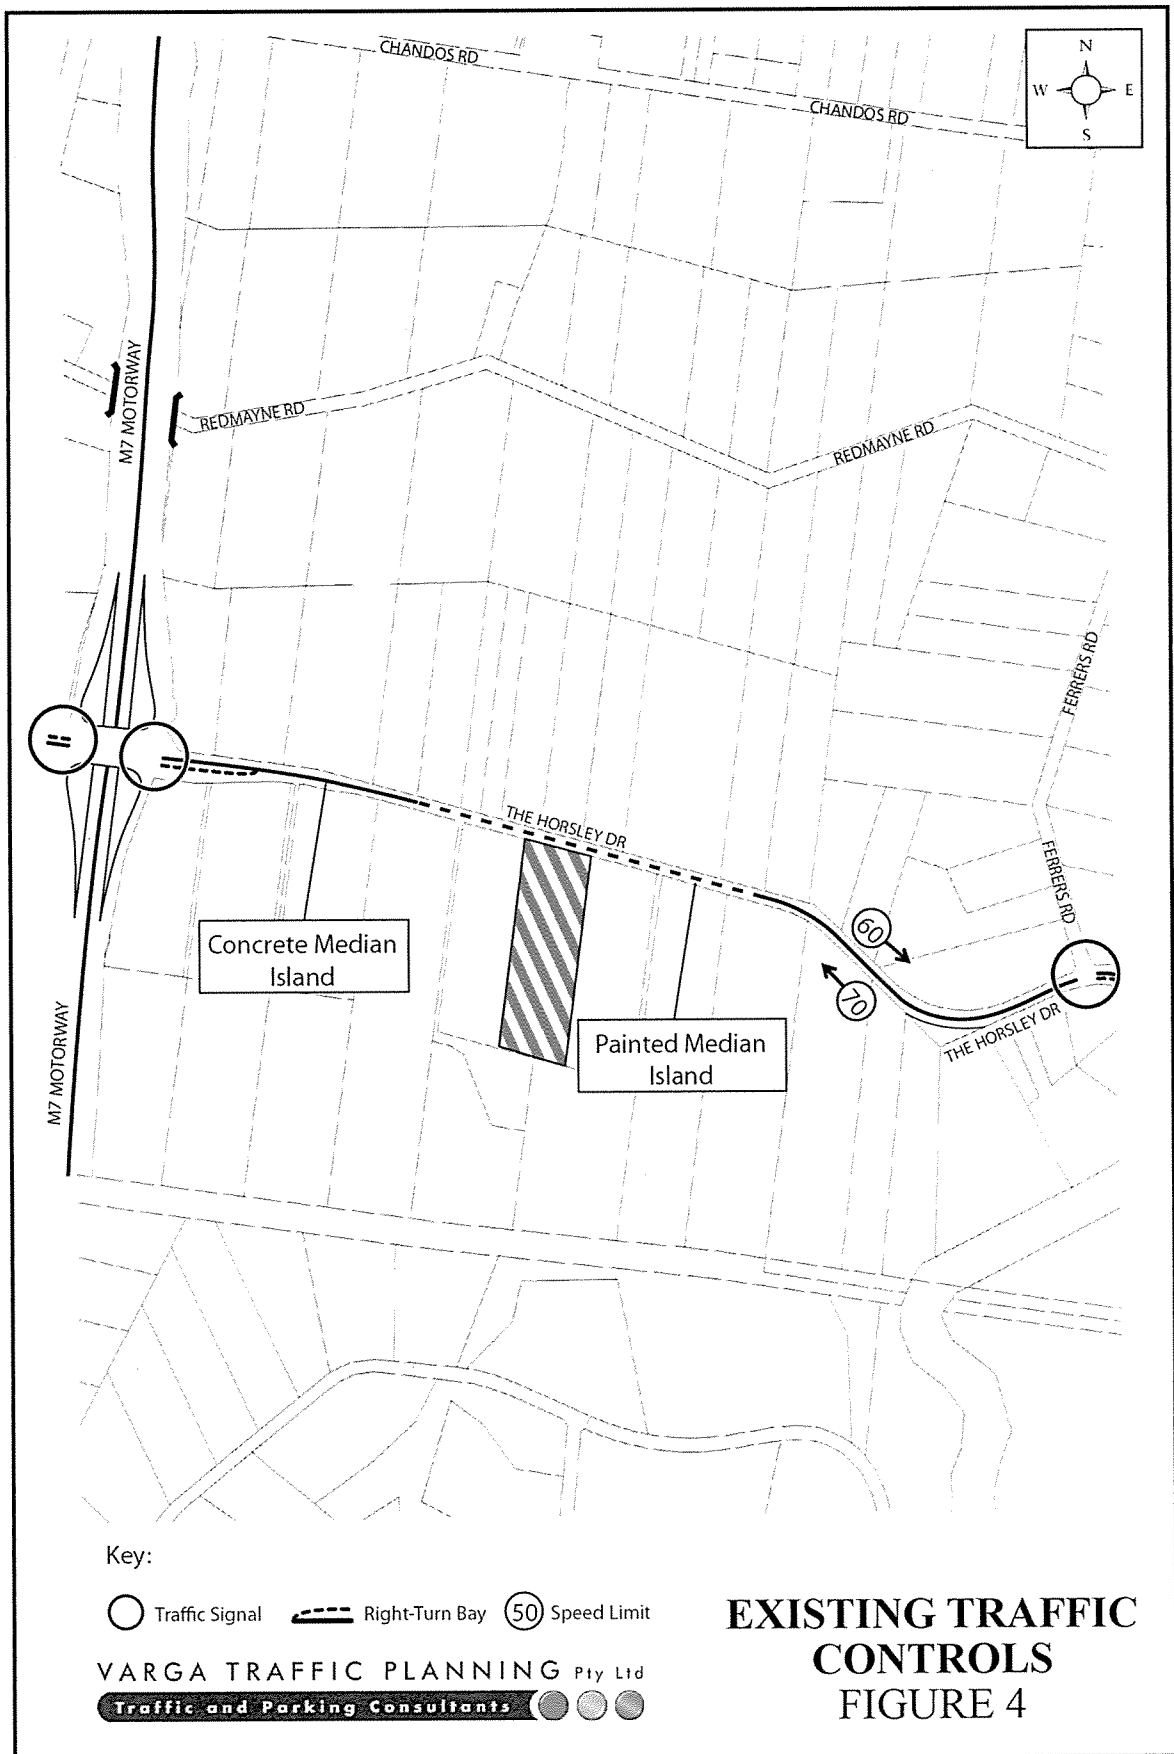 CHANDOS RD
CHANDOS RD
N
W
E
S
M7 MOTORWAY
REDMAYNE RD
REDMAYNE RD
FERRERS RD
THE HORSLEY DR
FERRERS RD
60
Concrete Median
Island
70
THE HORSLEY DR
Painted Median
Island
M7 MOTORWAY
Key:
Traffic Signal
Right-Turn Bay
50
Speed Limit
EXISTING TRAFFIC
CONTROLS
FIGURE 4
VARGA TRAFFIC PLANNING Pty Ltd
Traffic and Parking Consultants